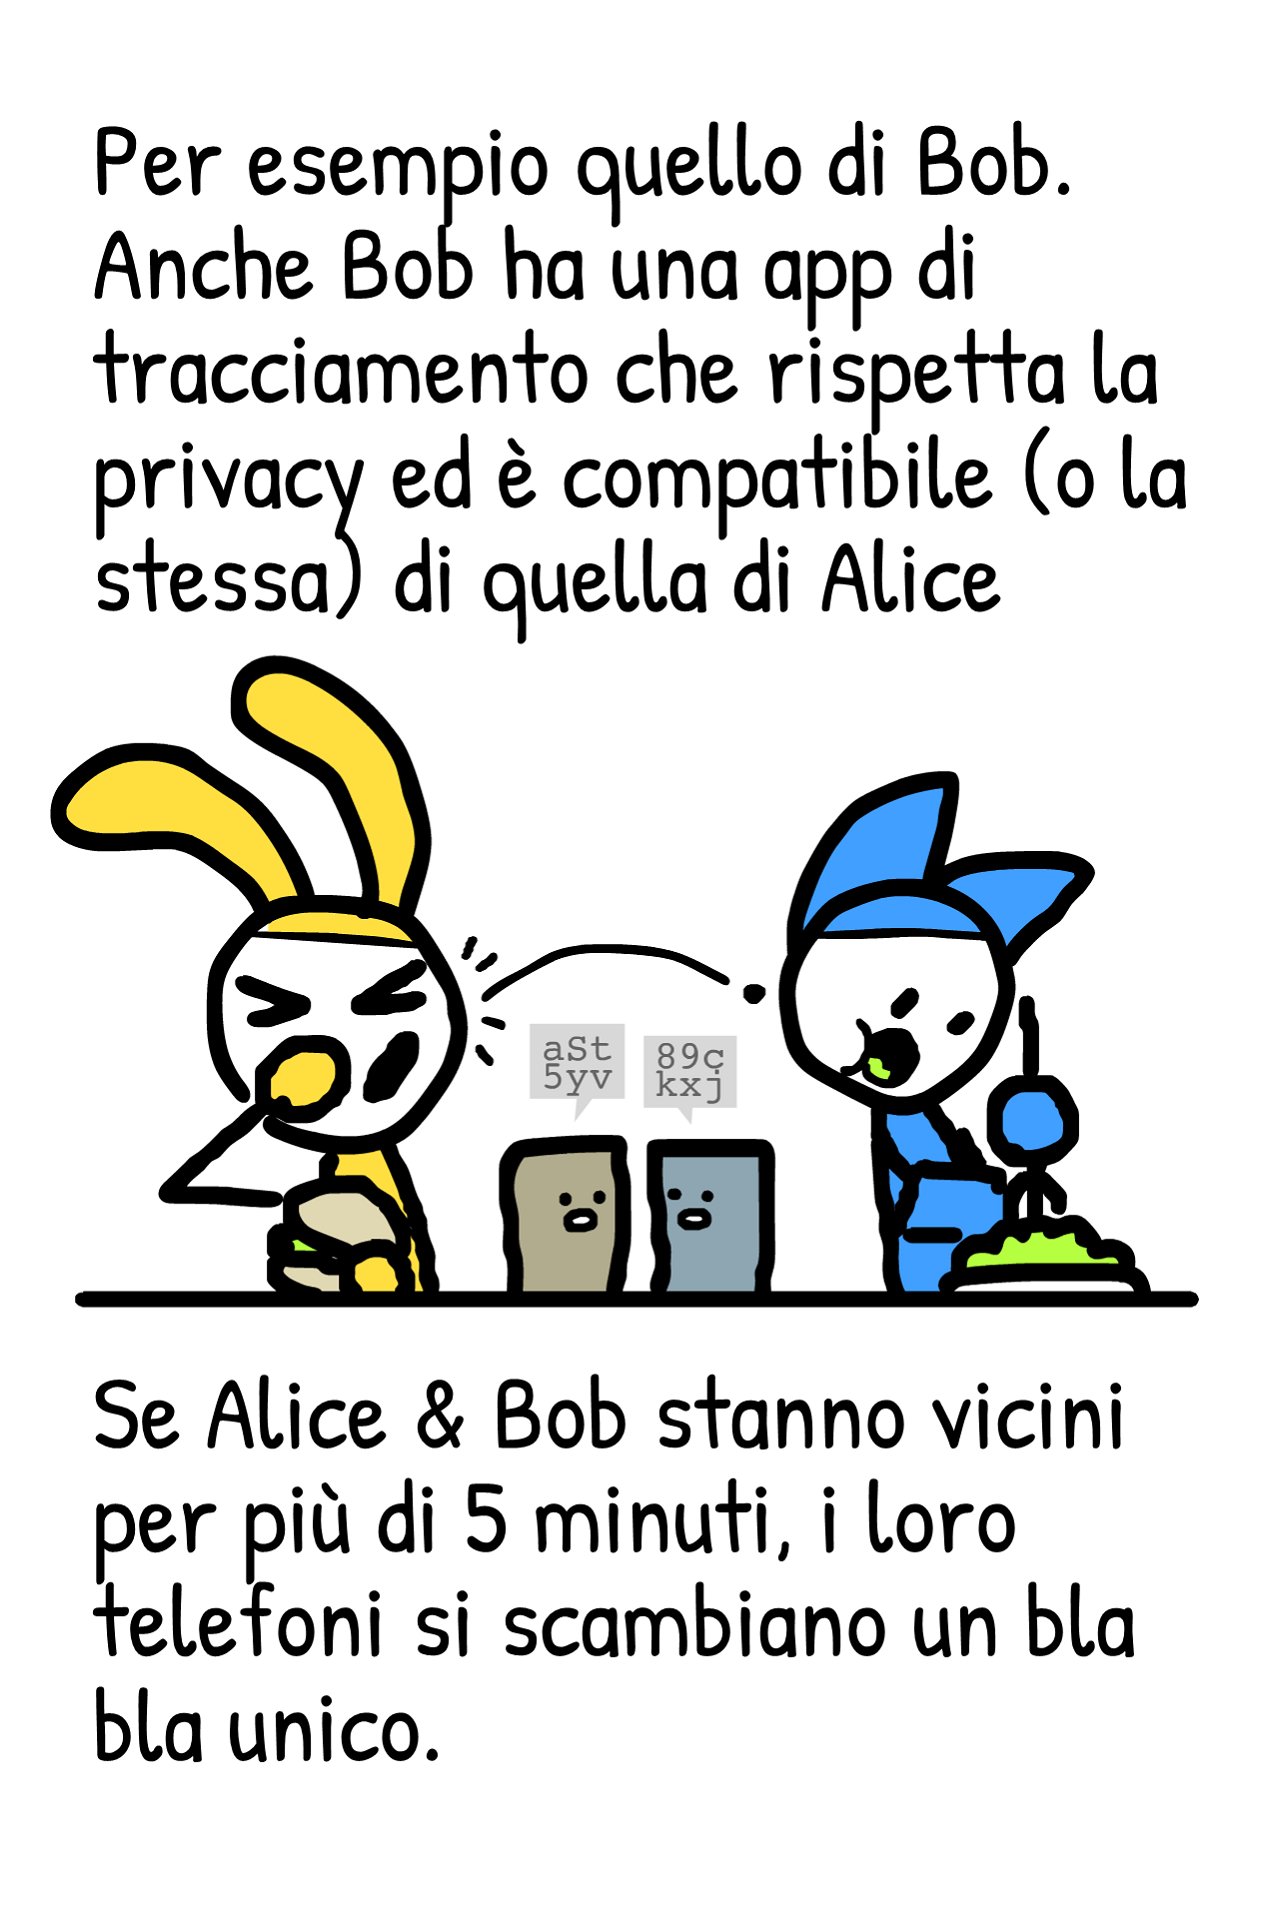 Per esempio quello di Bob.
Anche Bob ha una app di
tracciamento che rispetta la
privacy ed è compatibile (o la
stessa) di quella di Alice
aSt
5yv
89ç
kxj
Se Alice & Bob stanno vicini
per più di 5 minuti, i loro
telefoni si scambiano un bla
bla unico.